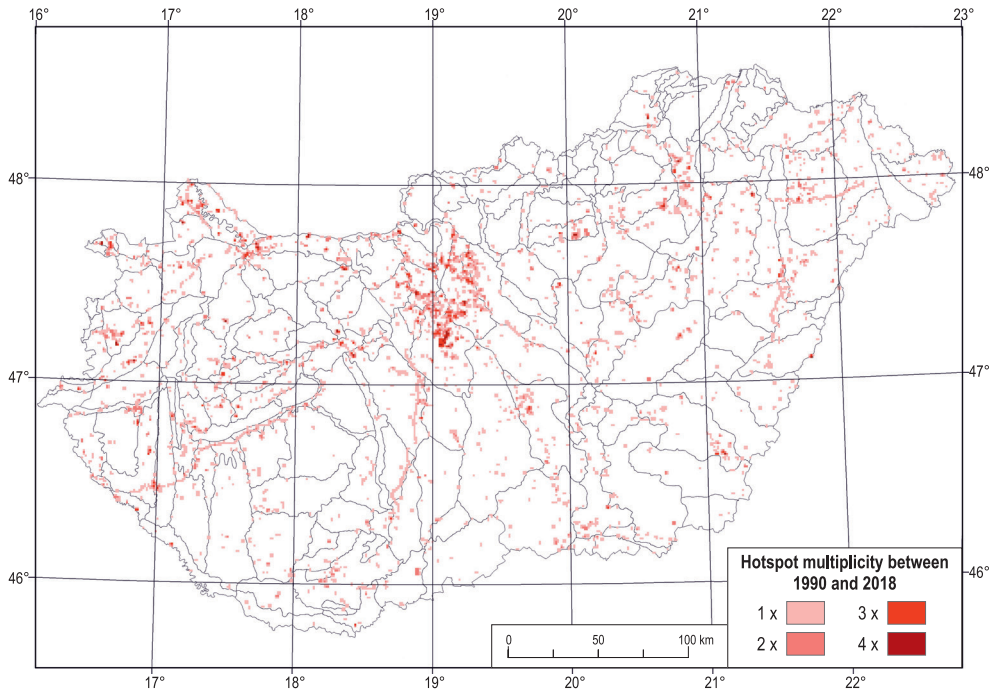 16° 17° 18° 19° 20° 21° 22° 23°
48° 48°
47° 47°
46° 46°
Hotspot multiplicity between
1990 and 2018
1 x 3 x
2 x 4 x
0 50 100 km
17° 18° 19° 20° 21° 22°